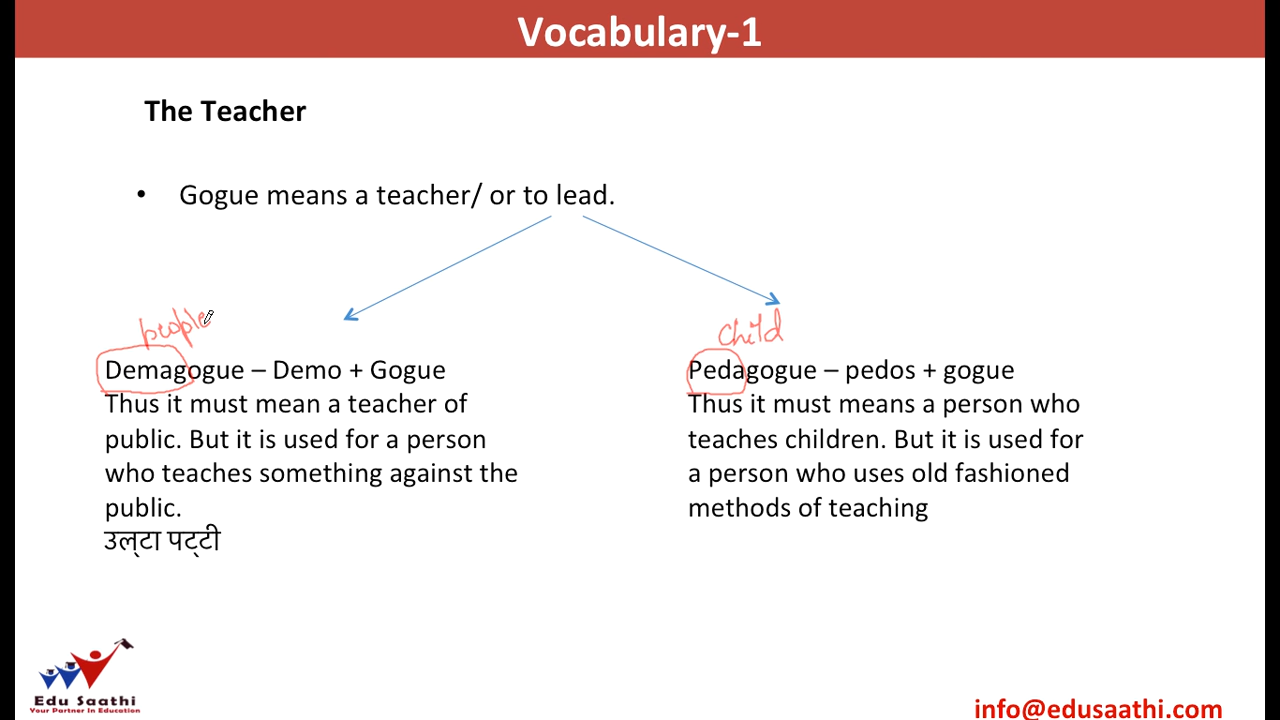 Vocabulary-1
The Teacher
• Gogue means a teacher/ or to lead.
people
Demagogue – Demo + Gogue
Thus it must mean a teacher of
public. But it is used for a person
who teaches something against the
public.
उल्टा पट्टी
child
Pedagogue – pedos + gogue
Thus it must means a person who
teaches children. But it is used for
a person who uses old fashioned
methods of teaching
Edu Saathi
Your Partner In Education
info@edusaathi.com